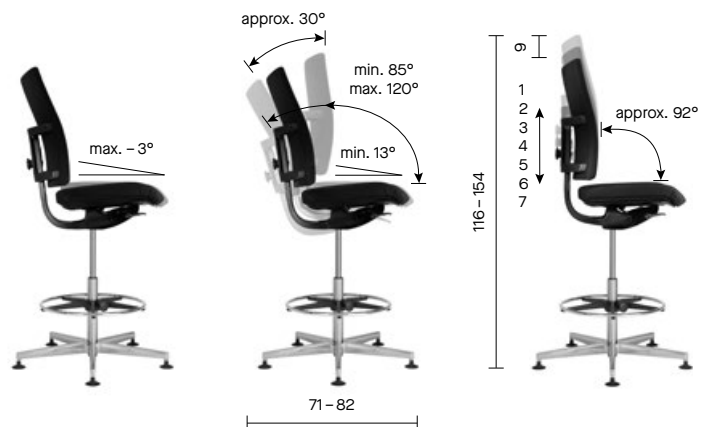 max. – 3°
approx. 30°
min. 85°
max. 120°
min. 13°
71 – 82
116 – 154
9
1
2
3
4
5
6
7
approx. 92°